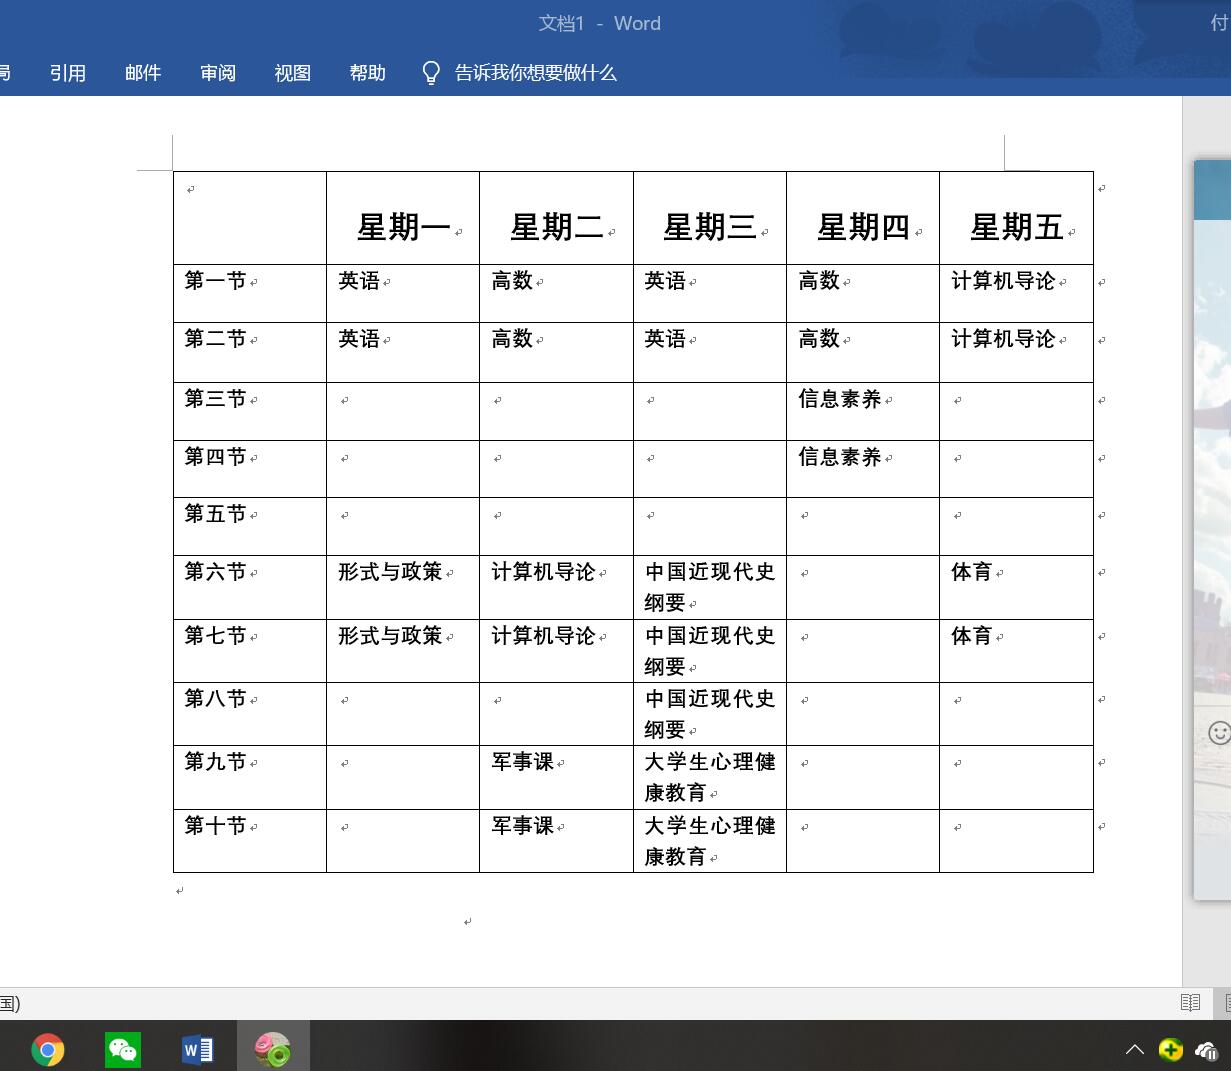 文档1 - Word
付
局 引用 邮件 审阅 视图 帮助 告诉我你想要做什么
星期一 星期二 星期三 星期四 星期五
第一节 英语 高数 英语 高数 计算机导论
第二节 英语 高数 英语 高数 计算机导论
第三节 信息素养
第四节 信息素养
第五节
第六节 形式与政策 计算机导论 中国近现代史 体育
纲要
第七节 形式与政策 计算机导论 中国近现代史 体育
纲要
第八节 中国近现代史
纲要
第九节 军事课 大学生心理健
康教育
第十节 军事课 大学生心理健
康教育
国)